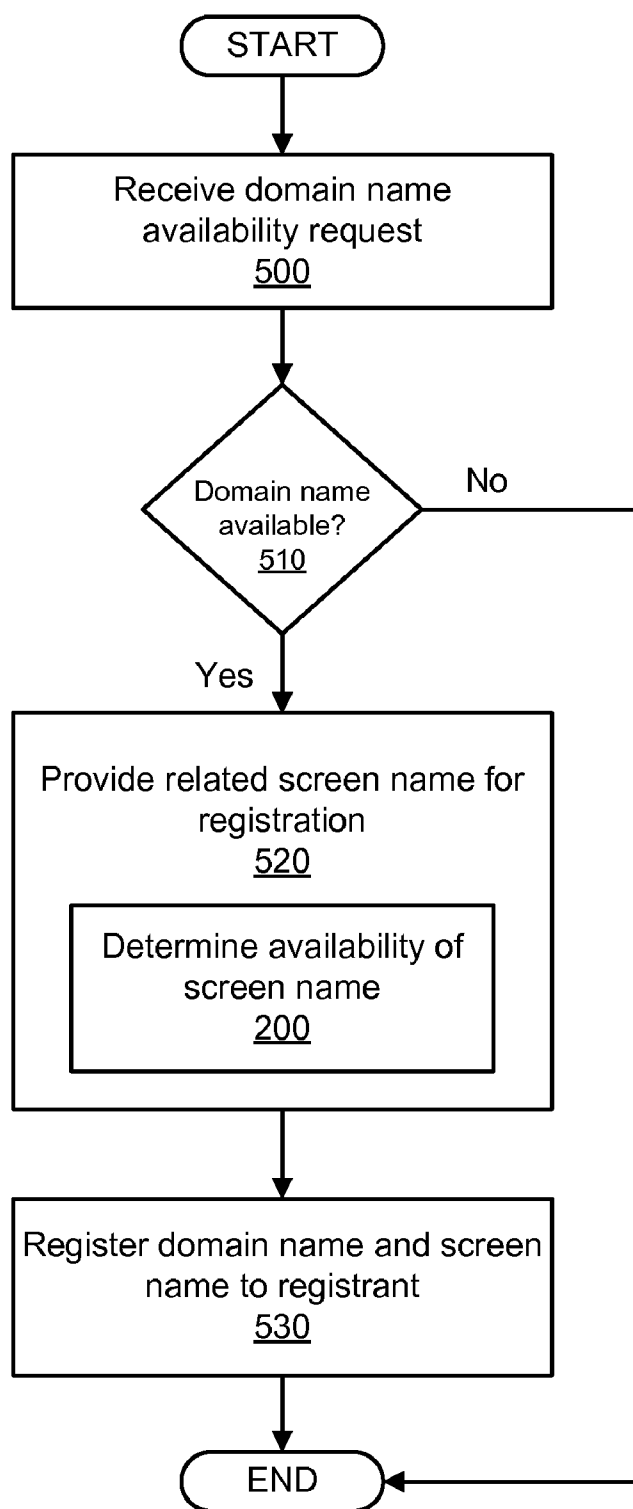 START
Receive domain name
availability request
500
Domain name
available?
510
No
Yes
Provide related screen name for
registration
520
Determine availability of
screen name
200
Register domain name and screen
name to registrant
530
END